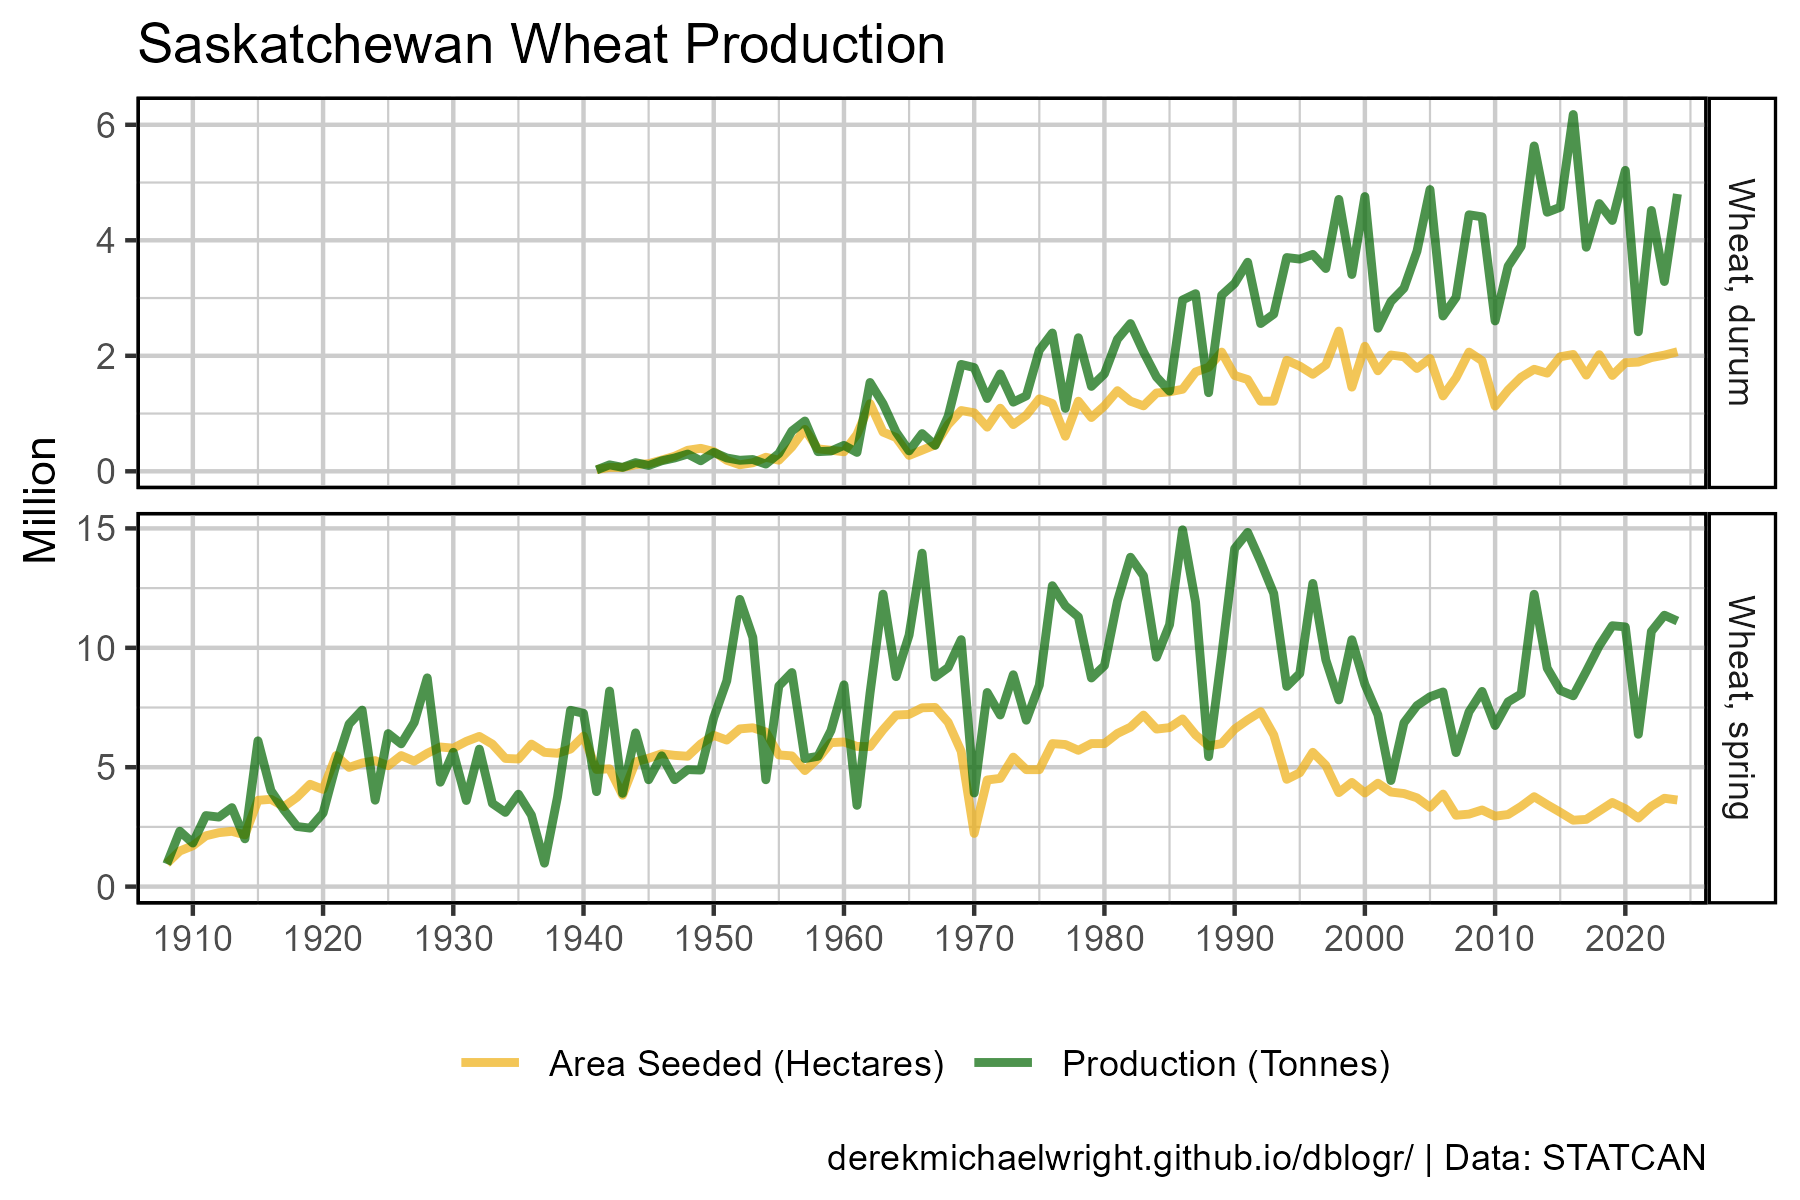 Saskatchewan Wheat Production
Million
6
4
2
0
Wheat, durum
15
10
5
0
Wheat, spring
1910 1920 1930 1940 1950 1960 1970 1980 1990 2000 2010 2020
Area Seeded (Hectares) Production (Tonnes)
derekmichaelwright.github.io/dblogr/ | Data: STATCAN